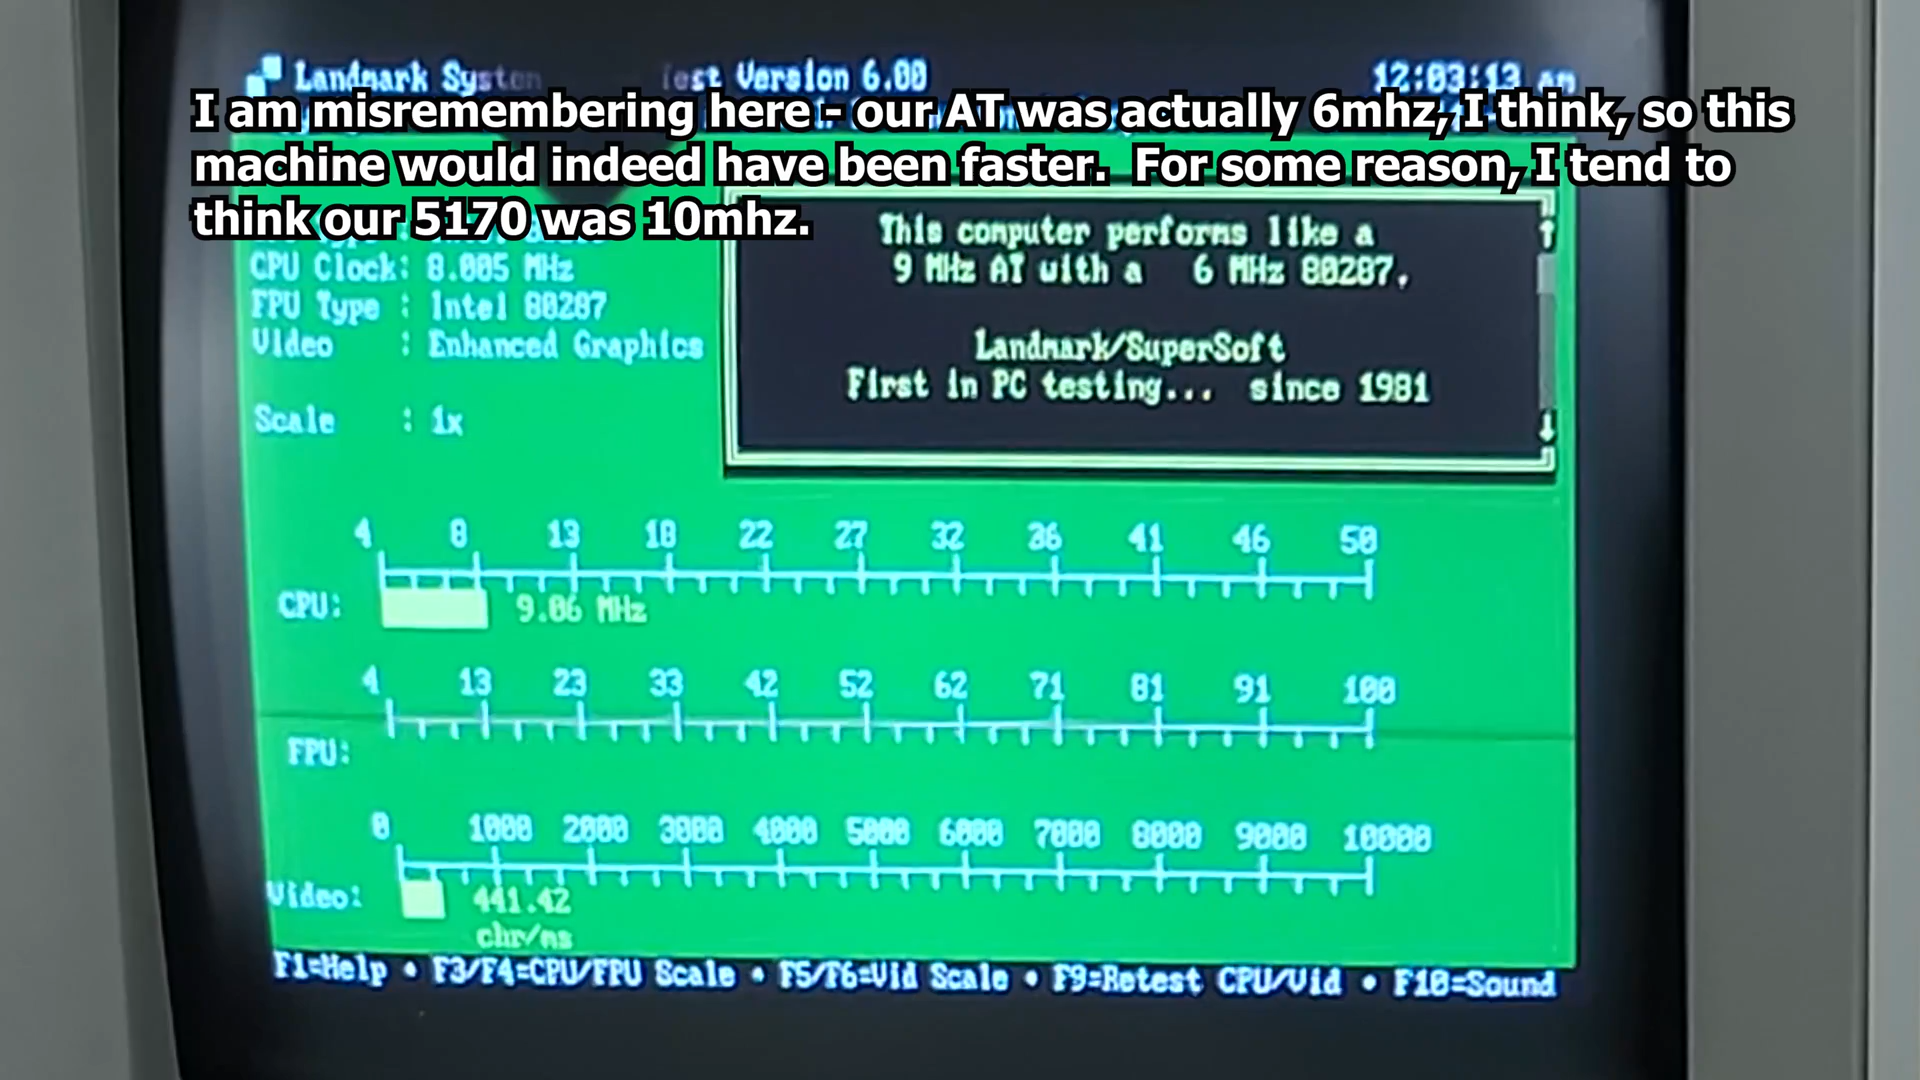 Landmark System Test Version 6.00
12:03:13 am
I am misremembering here - our AT was actually 6mhz, I think, so this
machine would indeed have been faster. For some reason, I tend to
think our 5170 was 10mhz.
CPU Clock: 8.005 MHz
FPU Type : Intel 80287
Video : Enhanced Graphics
Scale : 1x
This computer performs like a
9 MHz AT with a 6 MHz 80287.
Landmark/SuperSoft
First in PC testing... since 1981
4 8 13 18 22 27 32 36 41 46 50
CPU: 9.06 MHz
4 13 23 33 42 52 62 71 81 91 100
FPU:
0 1000 2000 3000 4000 5000 6000 7000 8000 9000 10000
Video: 441.42
chr/ms
F1=Help • F3/F4=CPU/FPU Scale • F5/F6=Vid Scale • F9=Retest CPU/Vid • F10=Sound